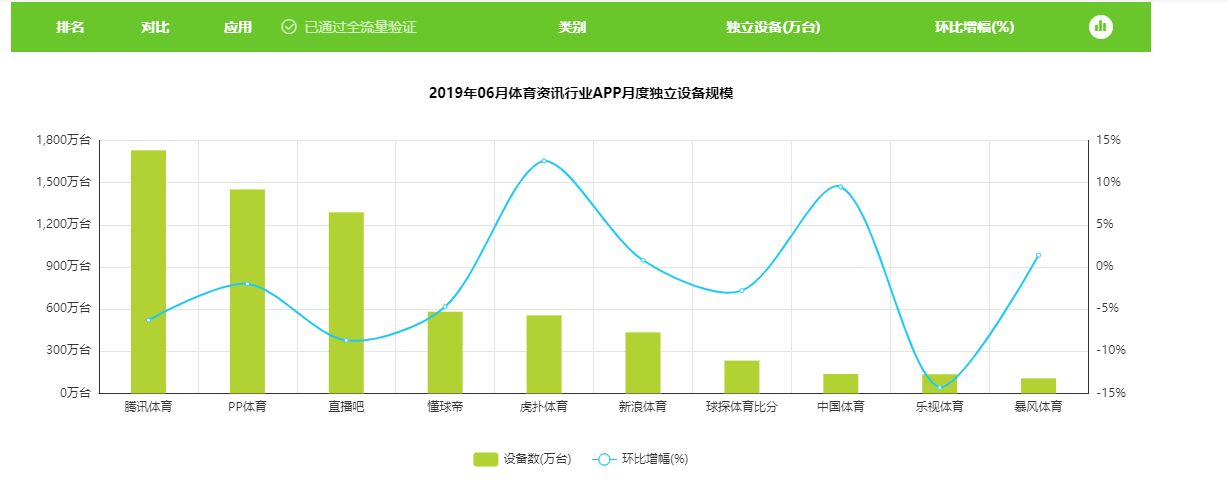 排名 对比 应用 已通过全流量验证 类别 独立设备(万台) 环比增幅(%)
2019年06月体育资讯行业APP月度独立设备规模
1,800万台 15%
1,500万台 10%
1,200万台 5%
900万台 0%
600万台 -5%
300万台 -10%
0万台 -15%
腾讯体育 PP体育 直播吧 懂球帝 虎扑体育 新浪体育 球探体育比分 中国体育 乐视体育 暴风体育
设备数(万台) 环比增幅(%)